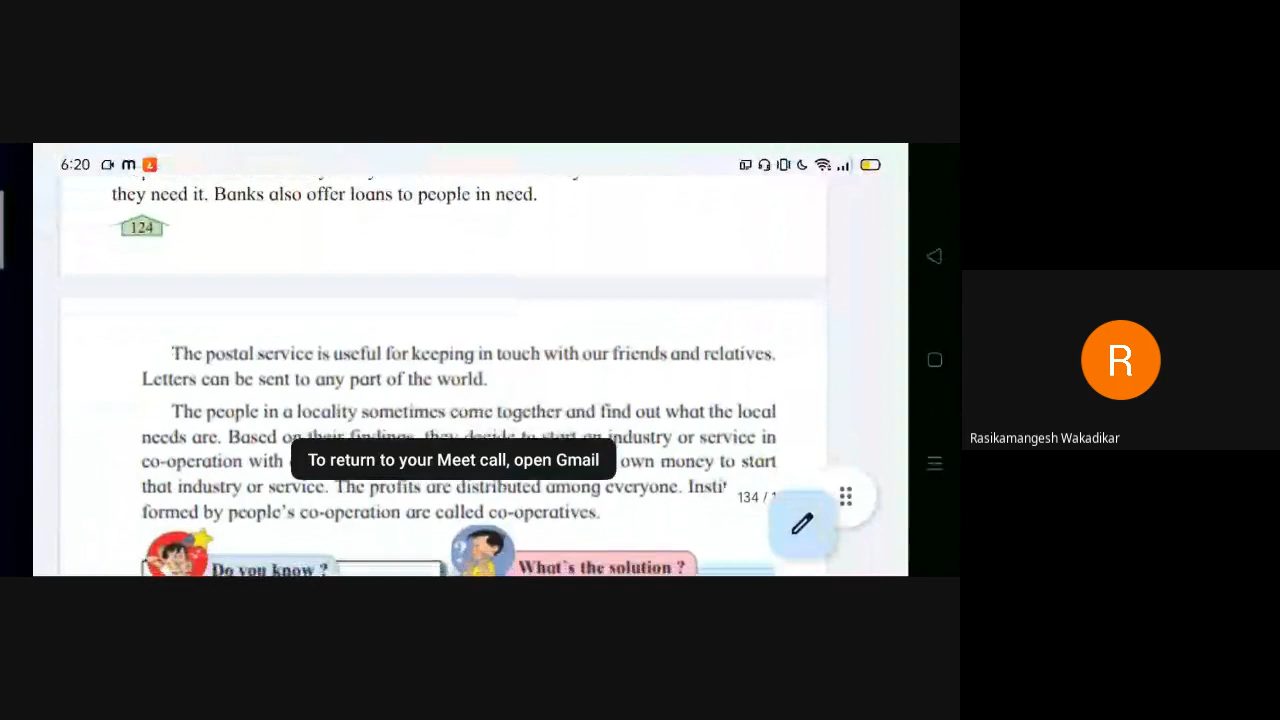 6:20
they need it. Banks also offer loans to people in need.
124
The postal service is useful for keeping in touch with our friends and relatives.
Letters can be sent to any part of the world.
The people in a locality sometimes come together and find out what the local
needs are. Based on their findings, they decide to start an industry or service in
co-operation with
own money to start
To return to your Meet call, open Gmail
that industry or service. The profits are distributed among everyone. Insti
134 / 1
formed by people's co-operation are called co-operatives.
Do you know ?
What's the solution ?
R
Rasikamangesh Wakadikar